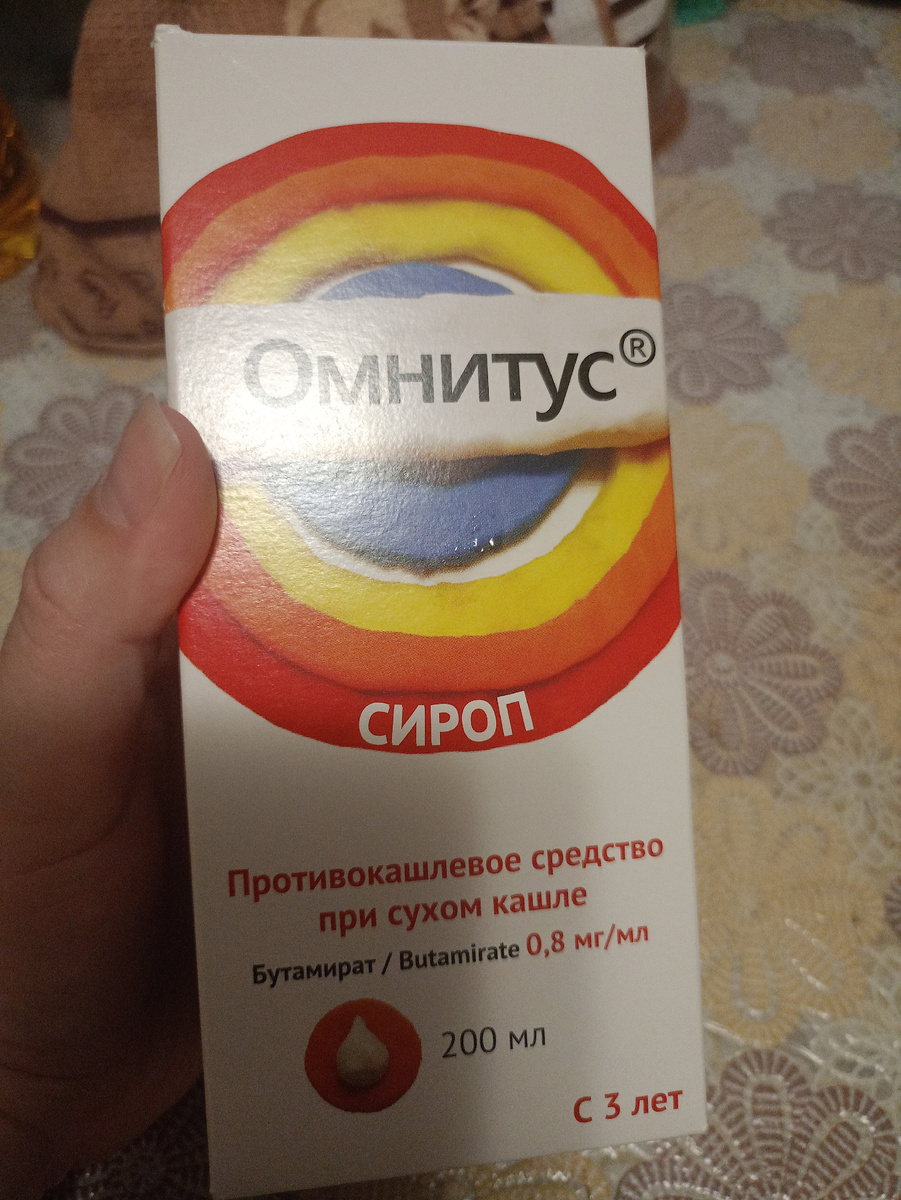 Омнитус®
СИРОП
Противокашлевое средство
при сухом кашле
Бутамират / Butamirate 0,8 мг/мл
200 мл
С 3 лет